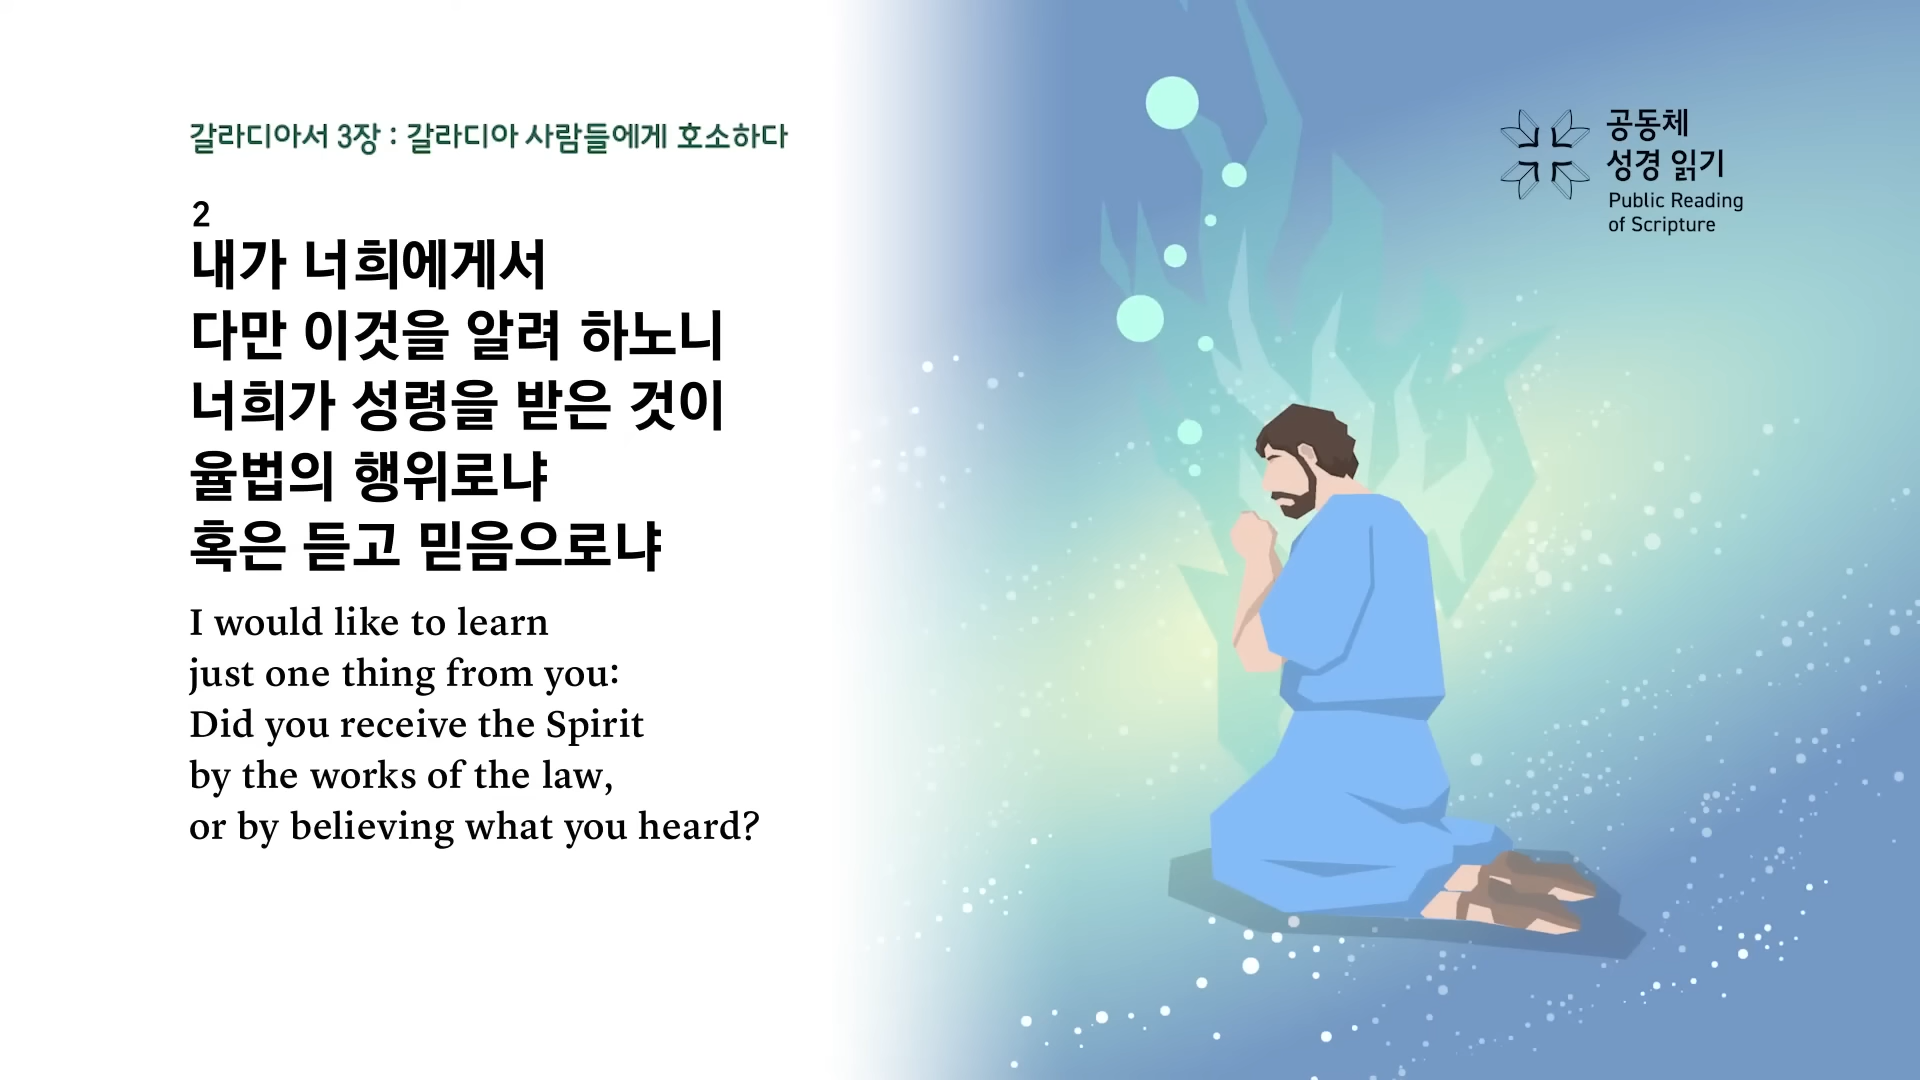 갈라디아서 3장 : 갈라디아 사람들에게 호소하다
2
내가 너희에게서
다만 이것을 알려 하노니
너희가 성령을 받은 것이
율법의 행위로냐
혹은 듣고 믿음으로냐
I would like to learn
just one thing from you:
Did you receive the Spirit
by the works of the law,
or by believing what you heard?
공동체
성경 읽기
Public Reading
of Scripture